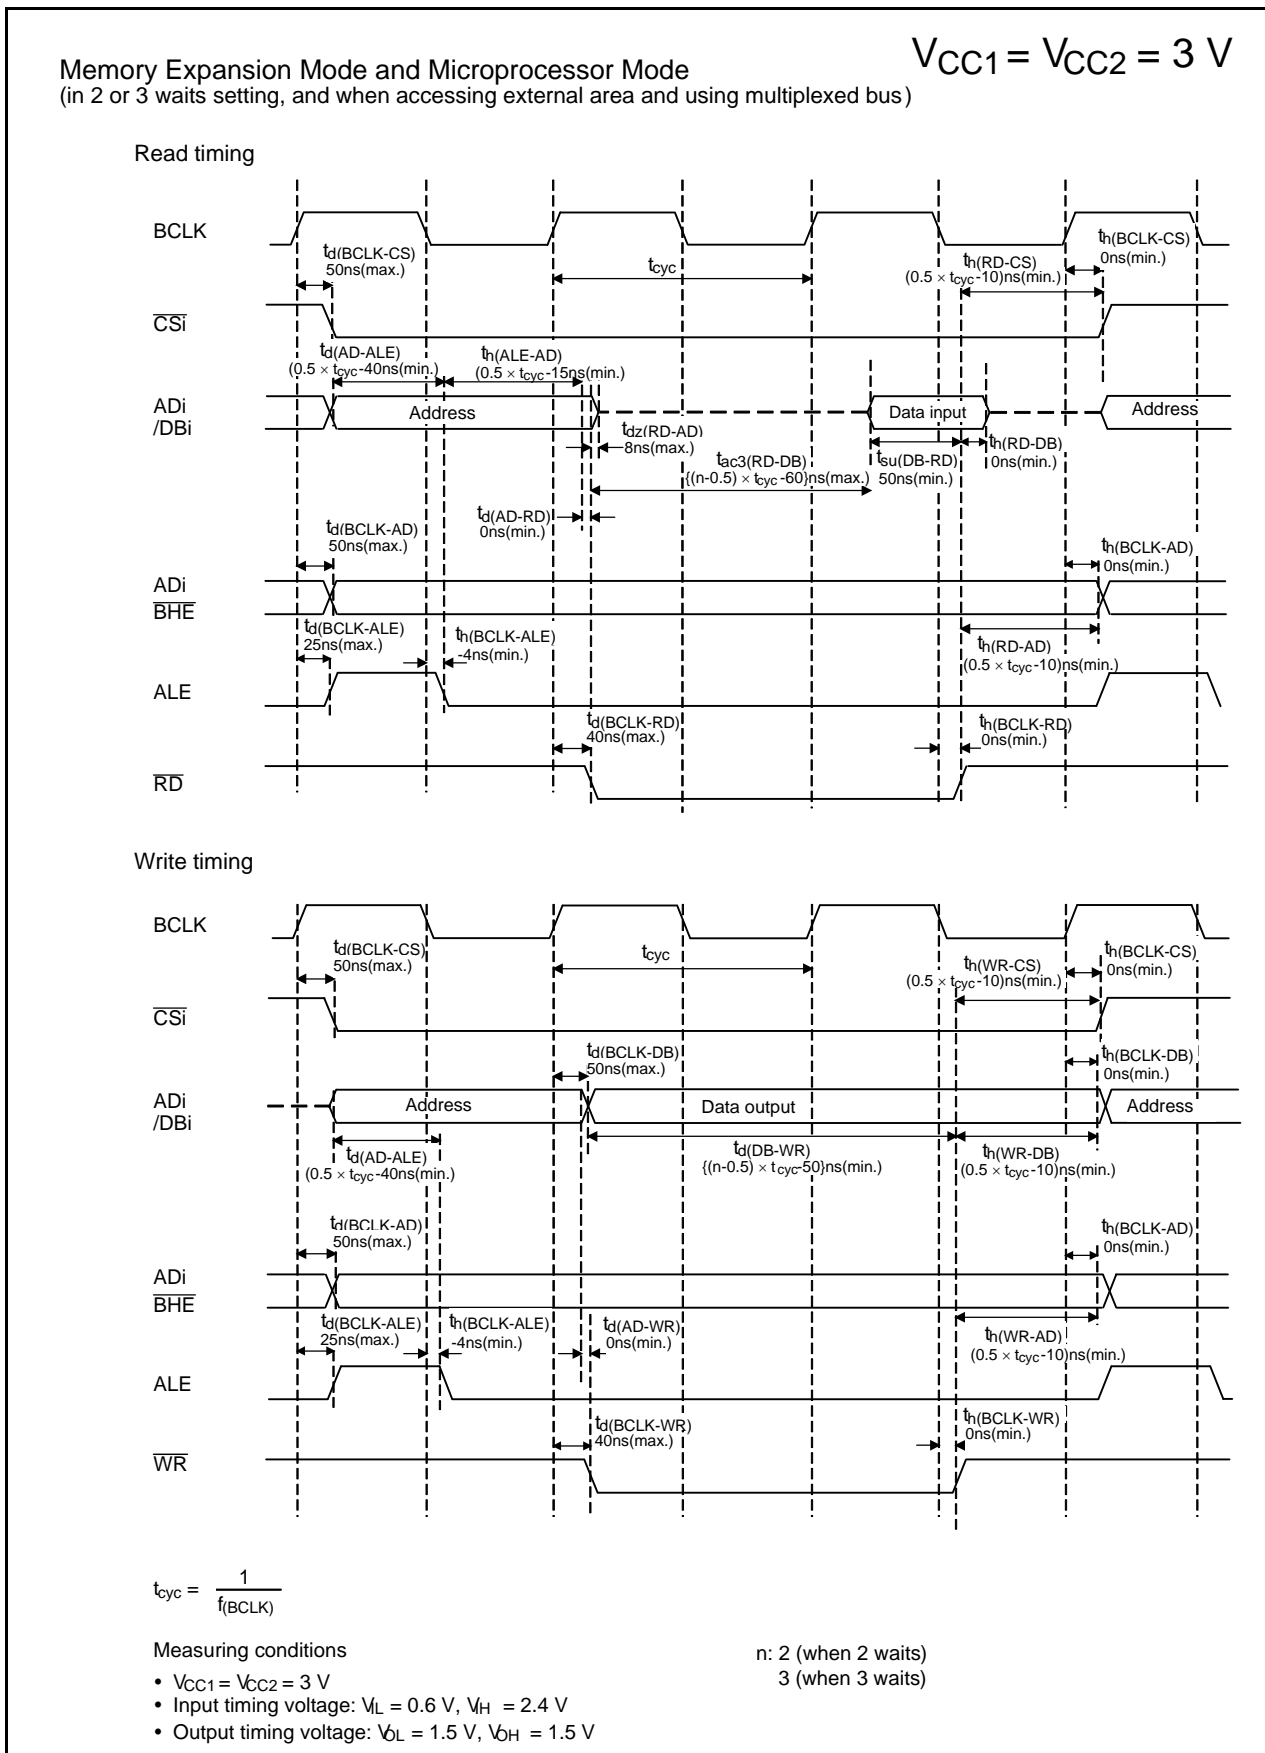 VCC1 = VCC2 = 3 V
Memory Expansion Mode and Microprocessor Mode
(in 2 or 3 waits setting, and when accessing external area and using multiplexed bus)
Read timing
BCLK
td(BCLK-CS)
50ns(max.)
tcyc
th(RD-CS)
(0.5 × tcyc-10)ns(min.)
th(BCLK-CS)
0ns(min.)
CSi
td(AD-ALE)
(0.5 × tcyc-40ns(min.)
th(ALE-AD)
(0.5 × tcyc-15ns(min.)
ADi
/DBi
Address
Data input
Address
tdz(RD-AD)
8ns(max.)
tac3(RD-DB)
{(n-0.5) × tcyc-60}ns(max.)
tsu(DB-RD)
50ns(min.)
th(RD-DB)
0ns(min.)
td(AD-RD)
0ns(min.)
td(BCLK-AD)
50ns(max.)
th(BCLK-AD)
0ns(min.)
ADi
BHE
td(BCLK-ALE)
25ns(max.)
th(BCLK-ALE)
-4ns(min.)
th(RD-AD)
(0.5 × tcyc-10)ns(min.)
ALE
td(BCLK-RD)
40ns(max.)
th(BCLK-RD)
0ns(min.)
RD
Write timing
BCLK
td(BCLK-CS)
50ns(max.)
tcyc
th(WR-CS)
(0.5 × tcyc-10)ns(min.)
th(BCLK-CS)
0ns(min.)
CSi
td(BCLK-DB)
50ns(max.)
th(BCLK-DB)
0ns(min.)
ADi
/DBi
Address
Data output
Address
td(AD-ALE)
(0.5 × tcyc-40ns(min.)
td(DB-WR)
{(n-0.5) × tcyc-50}ns(min.)
th(WR-DB)
(0.5 × tcyc-10)ns(min.)
td(BCLK-AD)
50ns(max.)
th(BCLK-AD)
0ns(min.)
ADi
BHE
td(BCLK-ALE)
25ns(max.)
th(BCLK-ALE)
-4ns(min.)
td(AD-WR)
0ns(min.)
th(WR-AD)
(0.5 × tcyc-10)ns(min.)
ALE
td(BCLK-WR)
40ns(max.)
th(BCLK-WR)
0ns(min.)
WR
tcyc = 1
f(BCLK)
Measuring conditions
• VCC1 = VCC2 = 3 V
• Input timing voltage: VIL = 0.6 V, VIH = 2.4 V
• Output timing voltage: VOL = 1.5 V, VOH = 1.5 V
n: 2 (when 2 waits)
3 (when 3 waits)